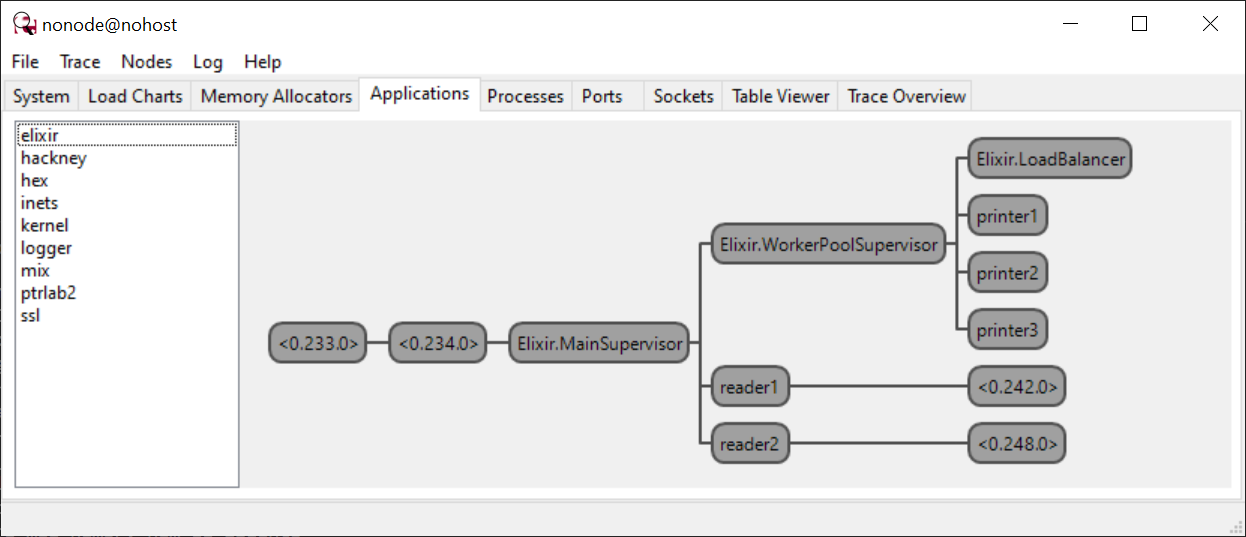 nonode@nohost
File Trace Nodes Log Help
System Load Charts Memory Allocators Applications Processes Ports Sockets Table Viewer Trace Overview
elixir
hackney
hex
inets
kernel
logger
mix
ptrlab2
ssl
<0.233.0>
<0.234.0>
Elixir.MainSupervisor
Elixir.WorkerPoolSupervisor
Elixir.LoadBalancer
printer1
printer2
printer3
reader1
<0.242.0>
reader2
<0.248.0>